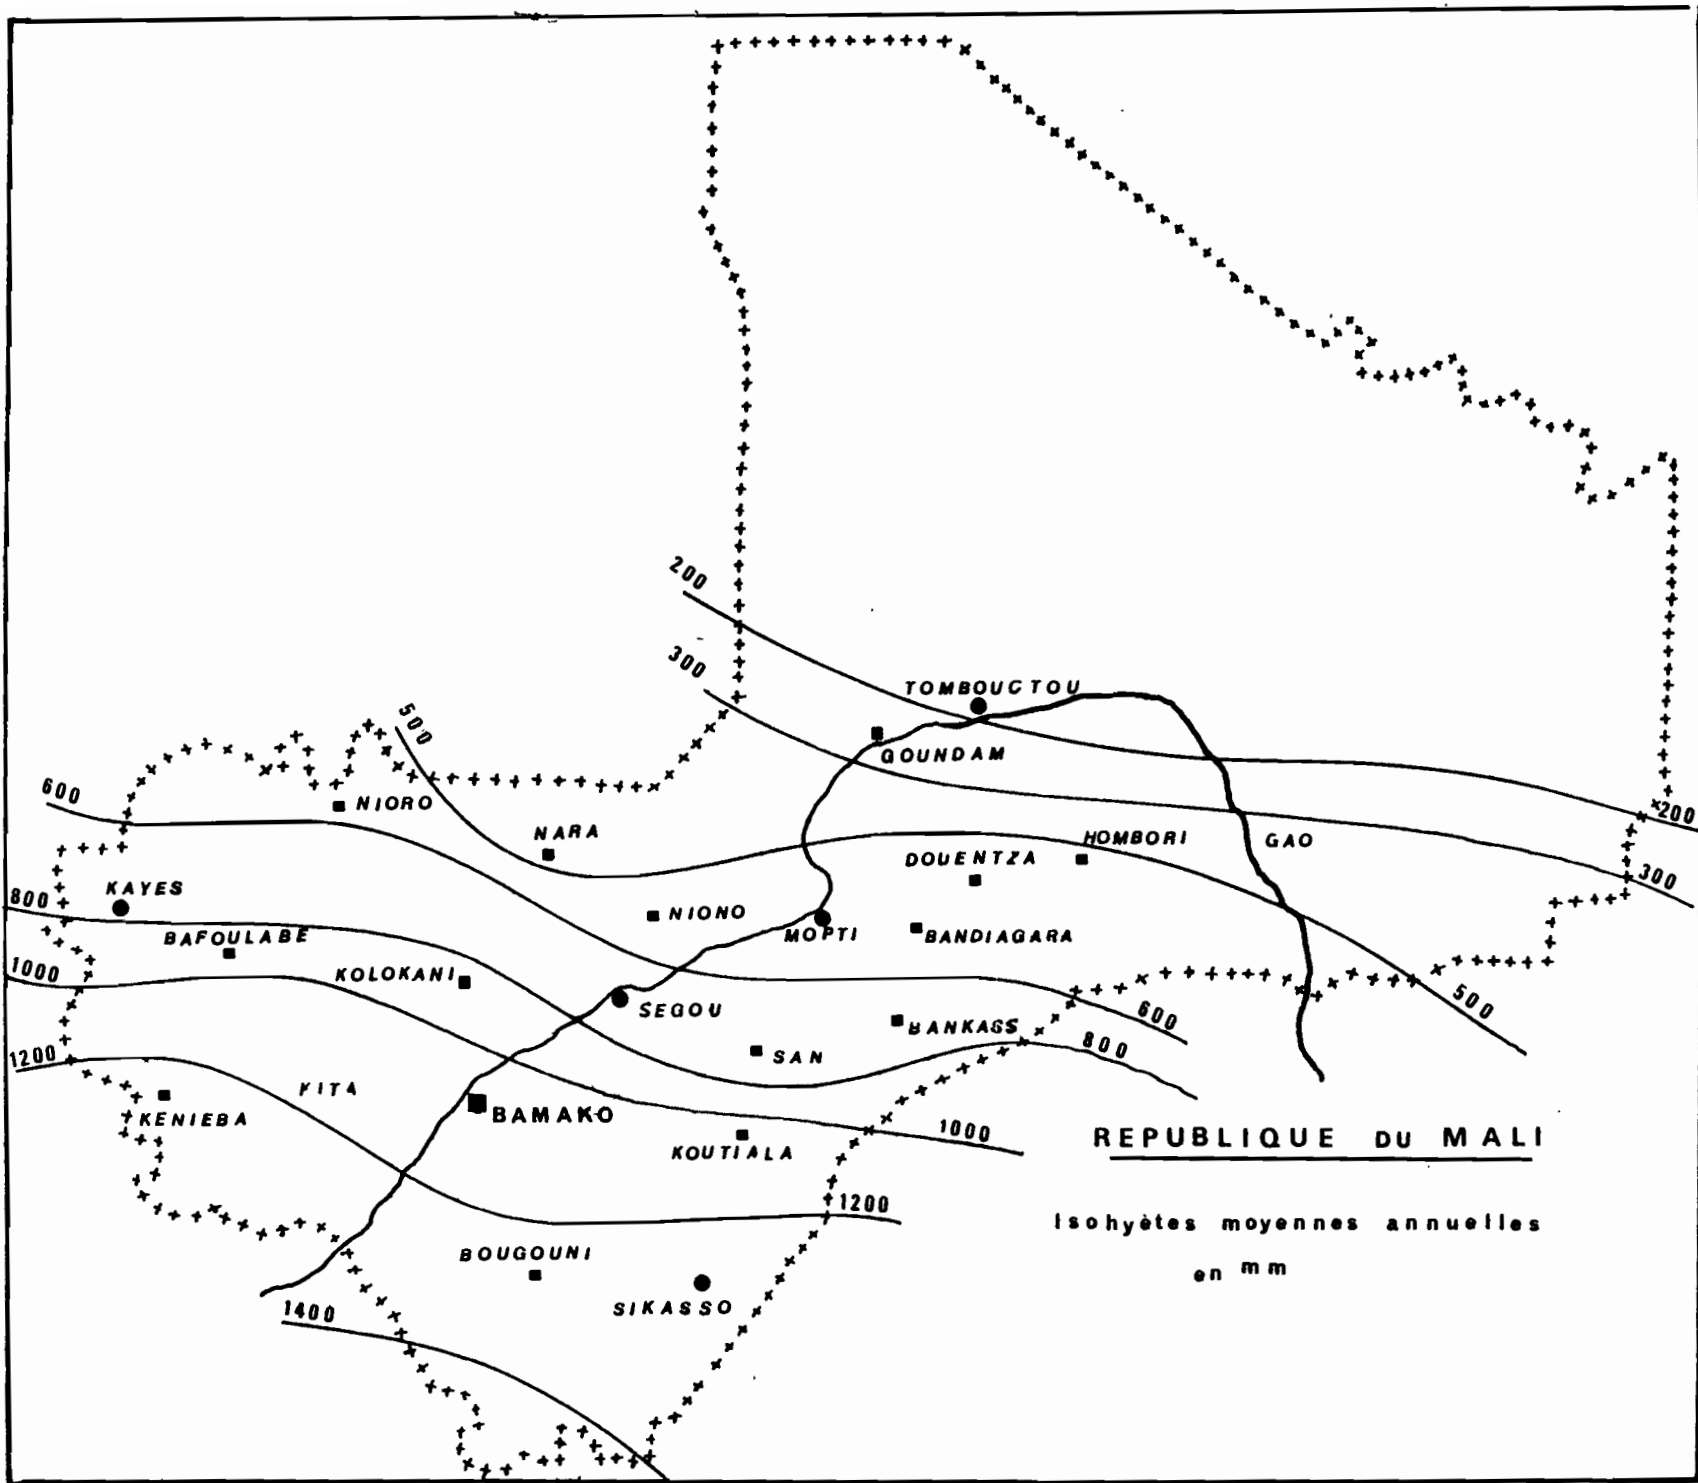 200
300
TOMBOUCTOU
500
GOUNDAM
600
NIORO
200
NARA
HOMBORI
GAO
DOUENTZA
300
KAYES
800
NIONO
MOPTI
BANDIAGARA
BAFOULABE
1000
KOLOKANI
SEGOU
500
600
BANKASS
800
1200
SAN
KITA
KENIEBA
BAMAKO
1000
REPUBLIQUE DU MALI
KOUTIALA
1200
Isohyètes moyennes annuelles
en mm
BOUGOUNI
SIKASSO
1400